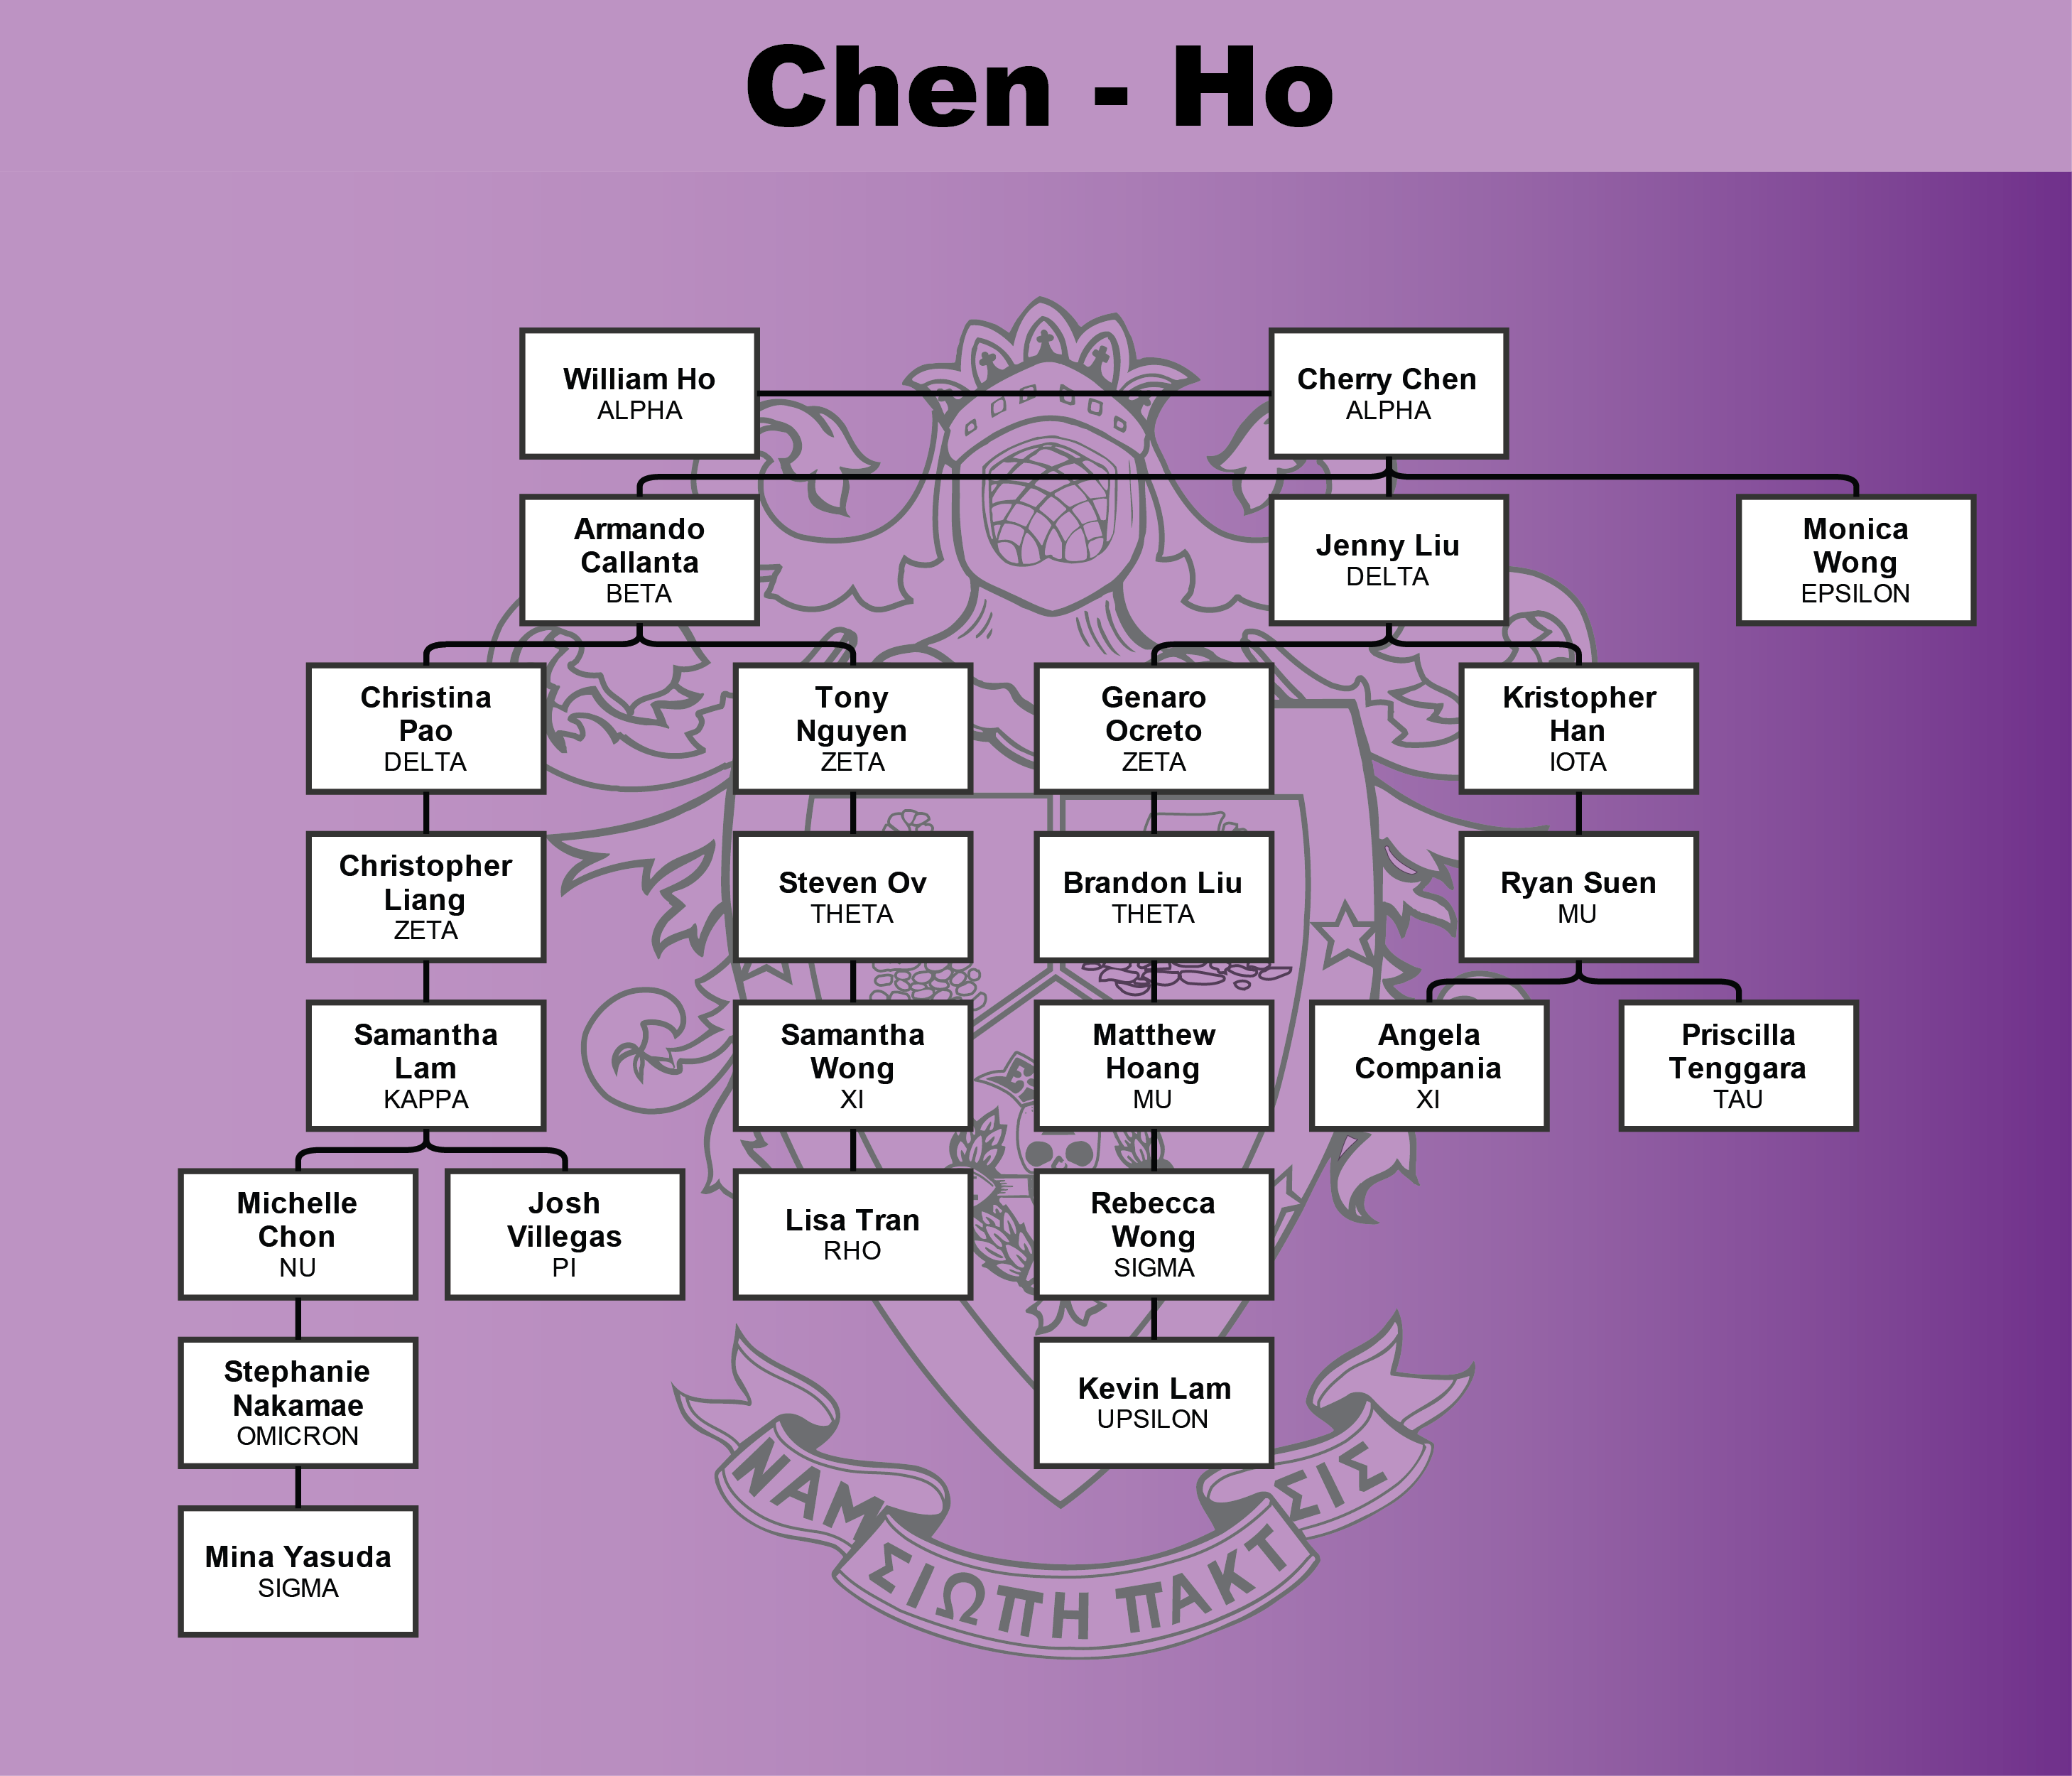 Chen - Ho
William Ho
ALPHA
Cherry Chen
ALPHA
Armando
Callanta
BETA
Jenny Liu
DELTA
Monica
Wong
EPSILON
Christina
Pao
DELTA
Tony
Nguyen
ZETA
Genaro
Ocreto
ZETA
Kristopher
Han
IOTA
Christopher
Liang
ZETA
Steven Ov
THETA
Brandon Liu
THETA
Ryan Suen
MU
Samantha
Lam
KAPPA
Samantha
Wong
XI
Matthew
Hoang
MU
Angela
Compania
XI
Priscilla
Tenggara
TAU
Michelle
Chon
NU
Josh
Villegas
PI
Lisa Tran
RHO
Rebecca
Wong
SIGMA
Stephanie
Nakamae
OMICRON
Kevin Lam
UPSILON
Mina Yasuda
SIGMA
ΝΑΜ ΣΙΩΠΗ ΠΑΚΤ ΣΙΣ